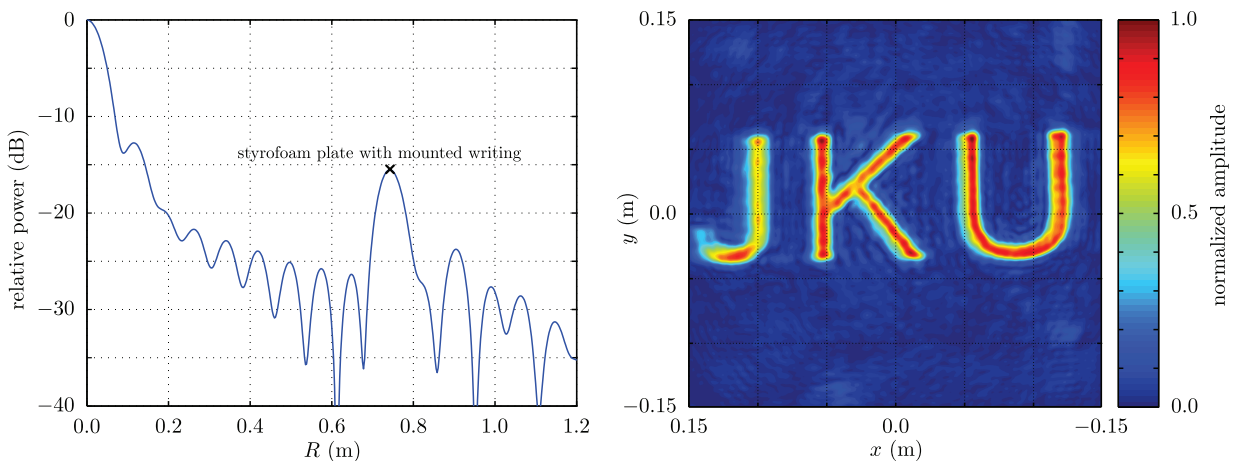 0
−10
−20
−30
−40
relative power (dB)
styrofoam plate with mounted writing
0.0 0.2 0.4 0.6 0.8 1.0 1.2
R (m)
0.15
0.0
−0.15
y (m)
JKU
0.15 0.0 −0.15
x (m)
1.0
0.5
0.0
normalized amplitude